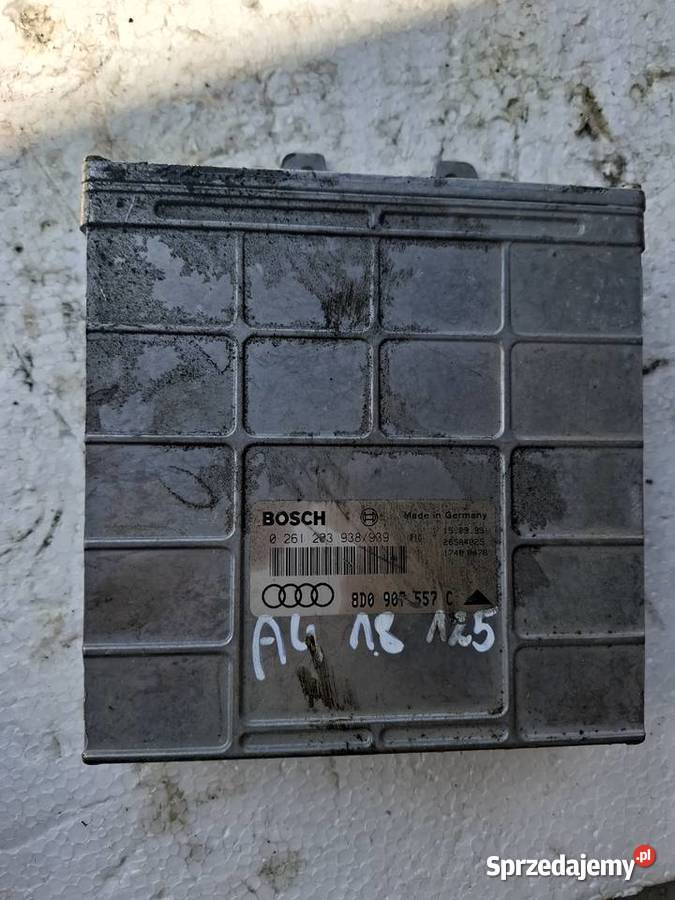 BOSCH Made in Germany
0 261 203 938/939
8D0 907 557 C
A4 1.8 125
Sprzedajemy.pl